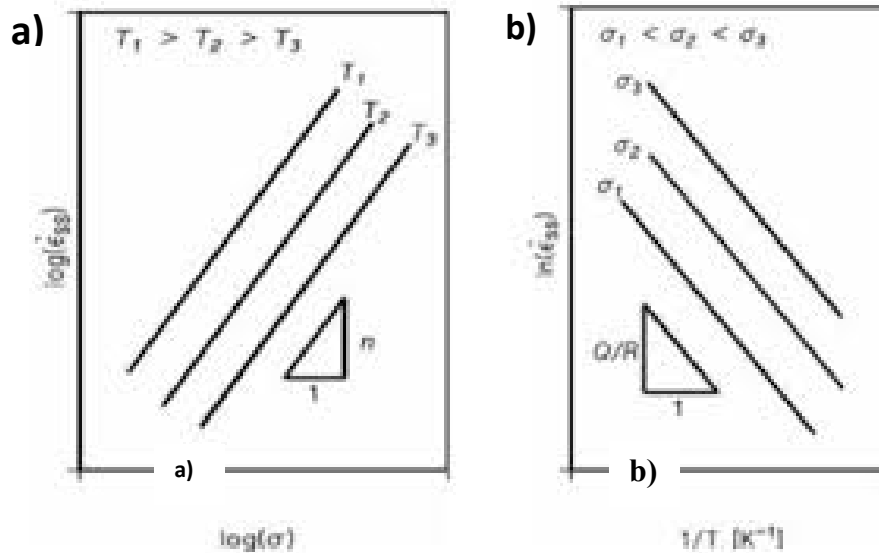 a)
T₁ > T₂ > T₃
T₁
T₂
T₃
log(ε̇ss)
n
1
a)
log(σ)
b)
σ₁ < σ₂ < σ₃
σ₃
σ₂
σ₁
ln(ε̇ss)
Q/R
1
b)
1/T [K⁻¹]